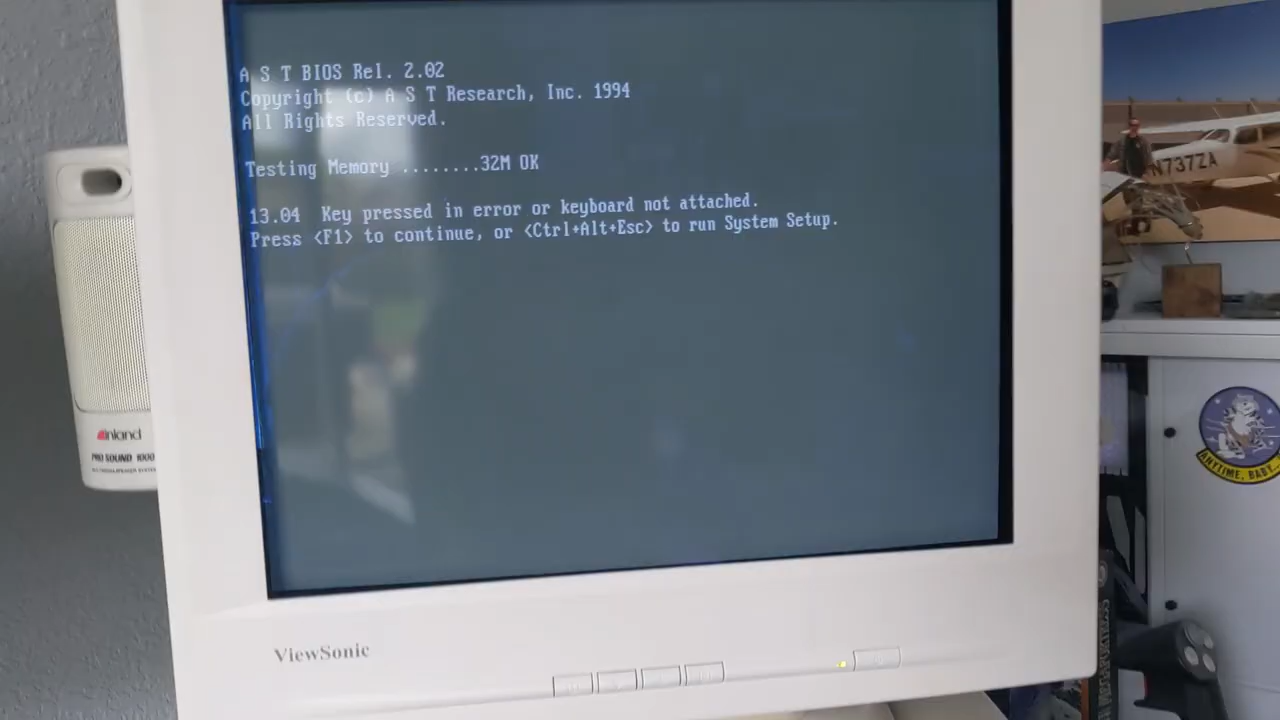 A S T BIOS Rel. 2.02
Copyright (c) A S T Research, Inc. 1994
All Rights Reserved.
Testing Memory ........32M OK
13.04 Key pressed in error or keyboard not attached.
Press <F1> to continue, or <Ctrl+Alt+Esc> to run System Setup.
N737ZA
inland
PRO SOUND 1000
ANYTIME, BABY..
ViewSonic